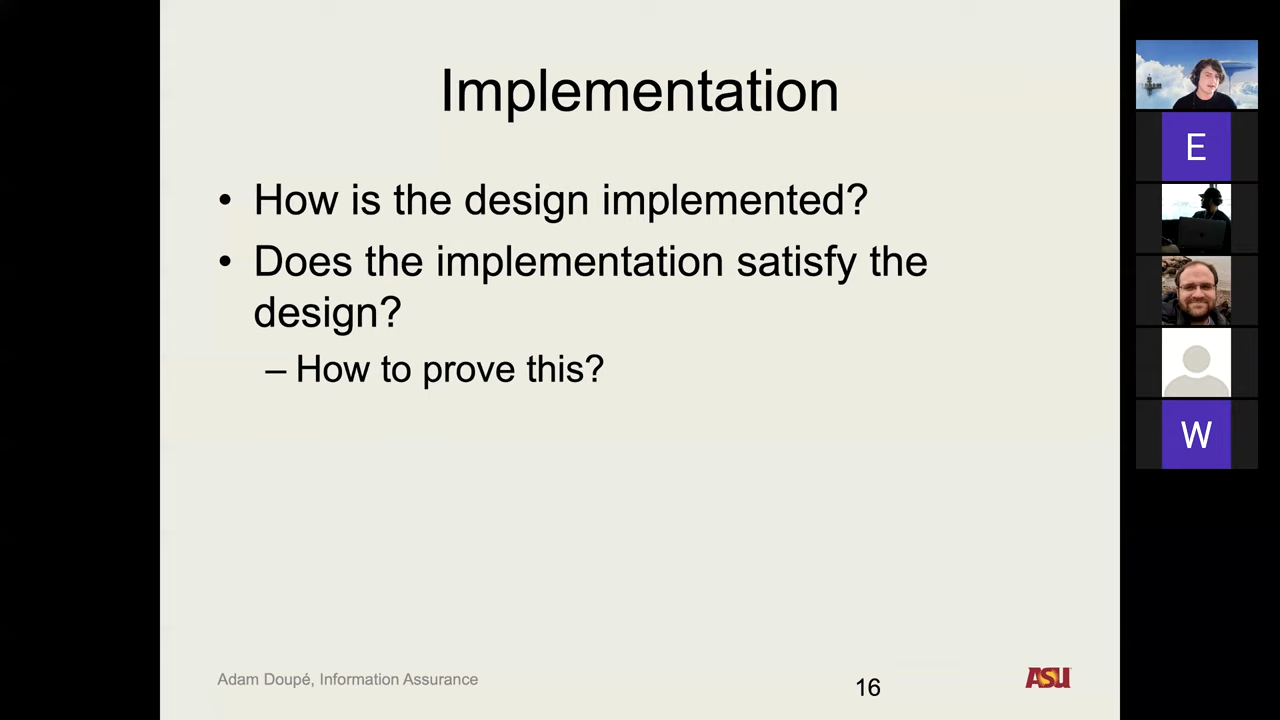 Implementation
• How is the design implemented?
• Does the implementation satisfy the
design?
– How to prove this?
Adam Doupé, Information Assurance
16
ASU
E
W